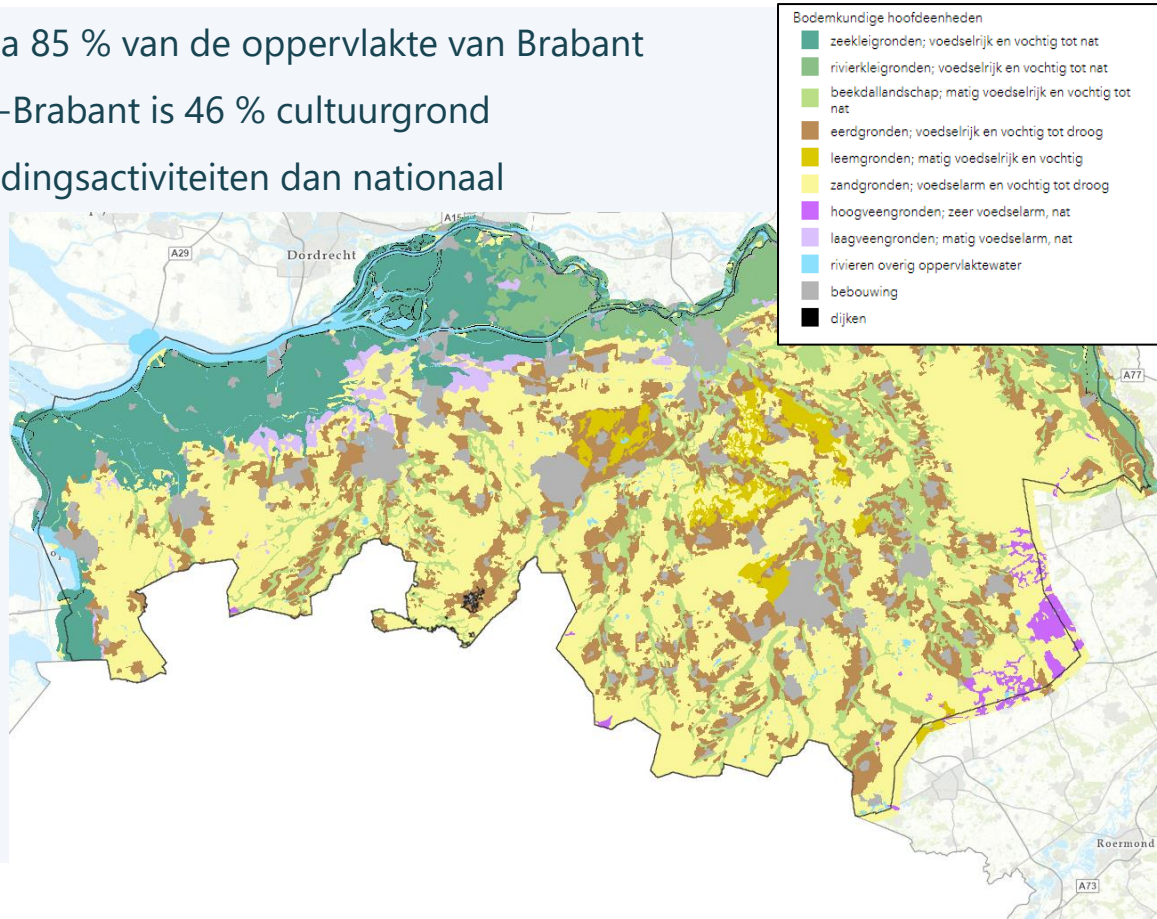 a 85 % van de oppervlakte van Brabant
-Brabant is 46 % cultuurgrond
dingsactiviteiten dan nationaal
Bodemkundige hoofdeenheden
zeekleigronden; voedselrijk en vochtig tot nat
rivierkleigronden; voedselrijk en vochtig tot nat
beekdallandschap; matig voedselrijk en vochtig tot
nat
eerdgronden; voedselrijk en vochtig tot droog
leemgronden; matig voedselrijk en vochtig
zandgronden; voedselarm en vochtig tot droog
hoogveengronden; zeer voedselarm, nat
laagveengronden; matig voedselarm, nat
rivieren overig oppervlaktewater
bebouwing
dijken
A15
A29
Dordrecht
A77
Roermond
A73